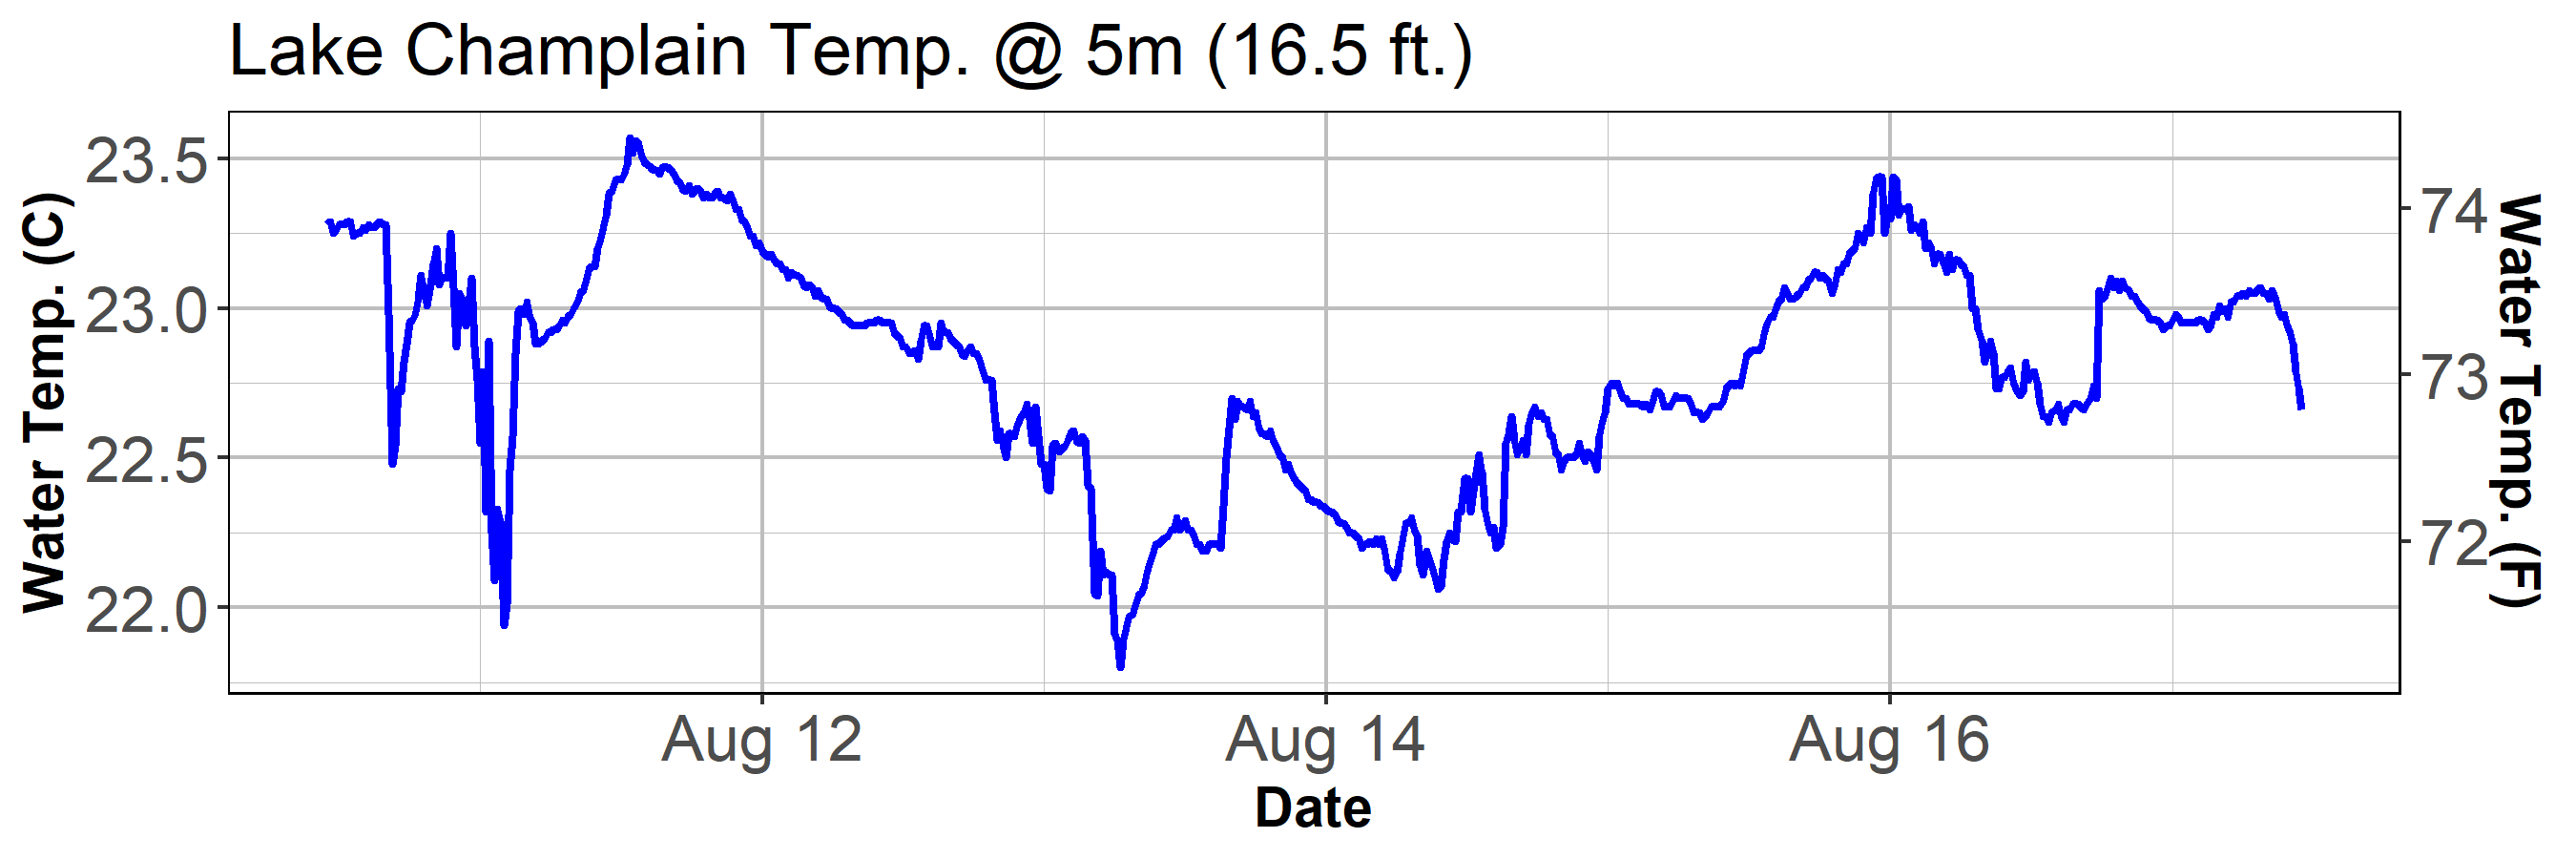 Lake Champlain Temp. @ 5m (16.5 ft.)
Water Temp. (C)
23.5
23.0
22.5
22.0
74
73
72
Water Temp. (F)
Aug 12
Aug 14
Aug 16
Date